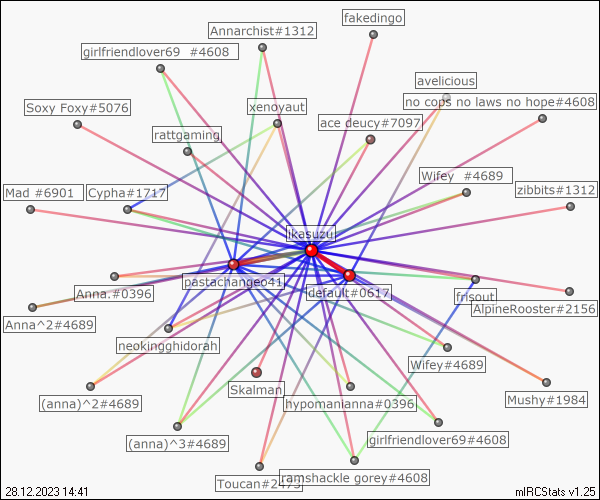 fakedingo
Annarchist#1312
girlfriendlover69 #4608
avelicious
no cops no laws no hope#4608
Soxy Foxy#5076
xenoyaut
ace deucy#7097
rattgaming
Wifey #4689
Mad #6901
Cypha#1717
zibbits#1312
ikasuzu
pastachangeo41
default#0617
Anna.#0396
frisout
AlpineRooster#2156
Anna^2#4689
neokingghidorah
Wifey#4689
Skalman
hypomanianna#0396
Mushy#1984
(anna)^2#4689
girlfriendlover69#4608
(anna)^3#4689
Toucan#2473
ramshackle gorey#4608
28.12.2023 14:41
mIRCStats v1.25